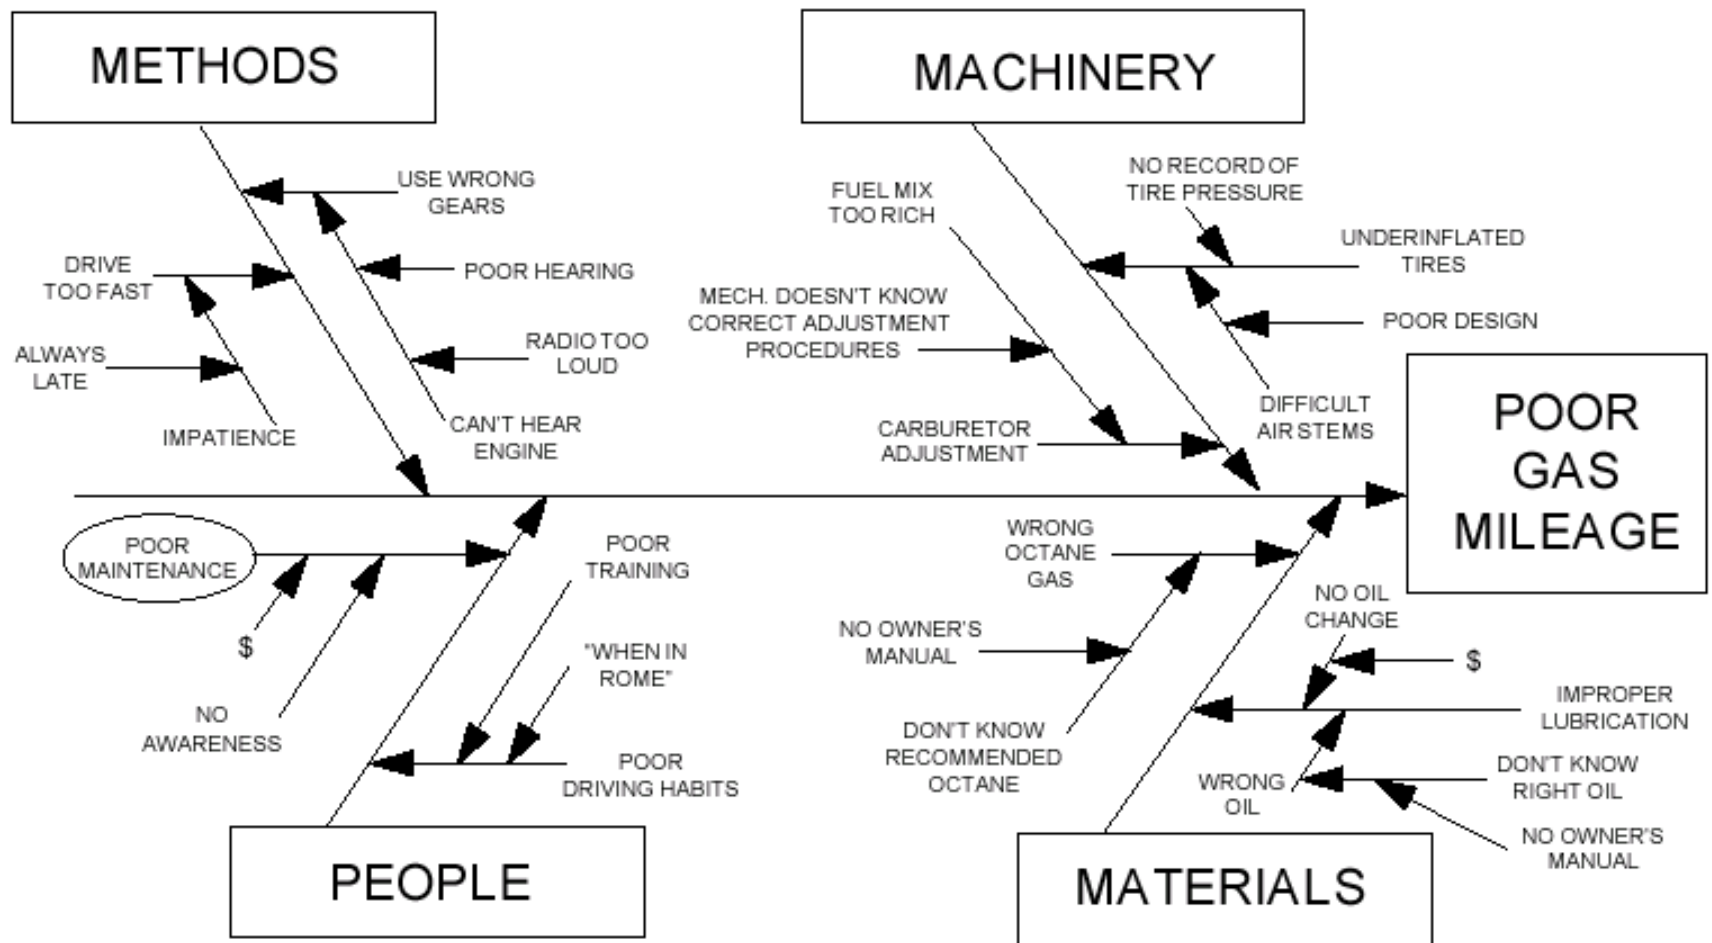 METHODS
MACHINERY
USE WRONG
GEARS
DRIVE
TOO FAST
POOR HEARING
ALWAYS
LATE
RADIO TOO
LOUD
IMPATIENCE
CAN'T HEAR
ENGINE
FUEL MIX
TOO RICH
NO RECORD OF
TIRE PRESSURE
UNDERINFLATED
TIRES
MECH. DOESN'T KNOW
CORRECT ADJUSTMENT
PROCEDURES
POOR DESIGN
CARBURETOR
ADJUSTMENT
DIFFICULT
AIR STEMS
POOR
GAS
MILEAGE
POOR
MAINTENANCE
$
NO
AWARENESS
POOR
TRAINING
"WHEN IN
ROME"
POOR
DRIVING HABITS
WRONG
OCTANE
GAS
NO OWNER'S
MANUAL
DON'T KNOW
RECOMMENDED
OCTANE
NO OIL
CHANGE
$
IMPROPER
LUBRICATION
WRONG
OIL
DON'T KNOW
RIGHT OIL
NO OWNER'S
MANUAL
PEOPLE
MATERIALS